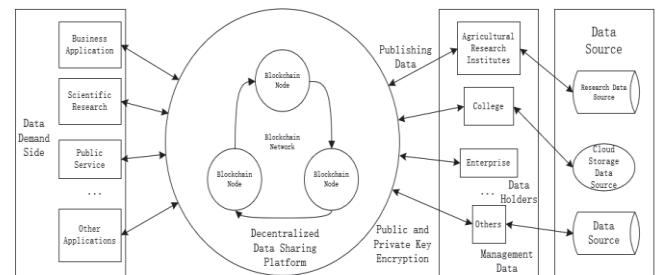 Data
Demand
Side
Business
Application
Scientific
Research
Public
Service
...
Other
Applications
Blockchain
Node
Blockchain
Network
Blockchain
Node
Blockchain
Node
Decentralized
Data Sharing
Platform
Publishing
Data
Public and
Private Key
Encryption
Agricultural
Research
Institutes
College
Enterprise
...
Data
Holders
Others
Management
Data
Data
Source
Research Data
Source
Cloud
Storage
Data
Source
Data
Source